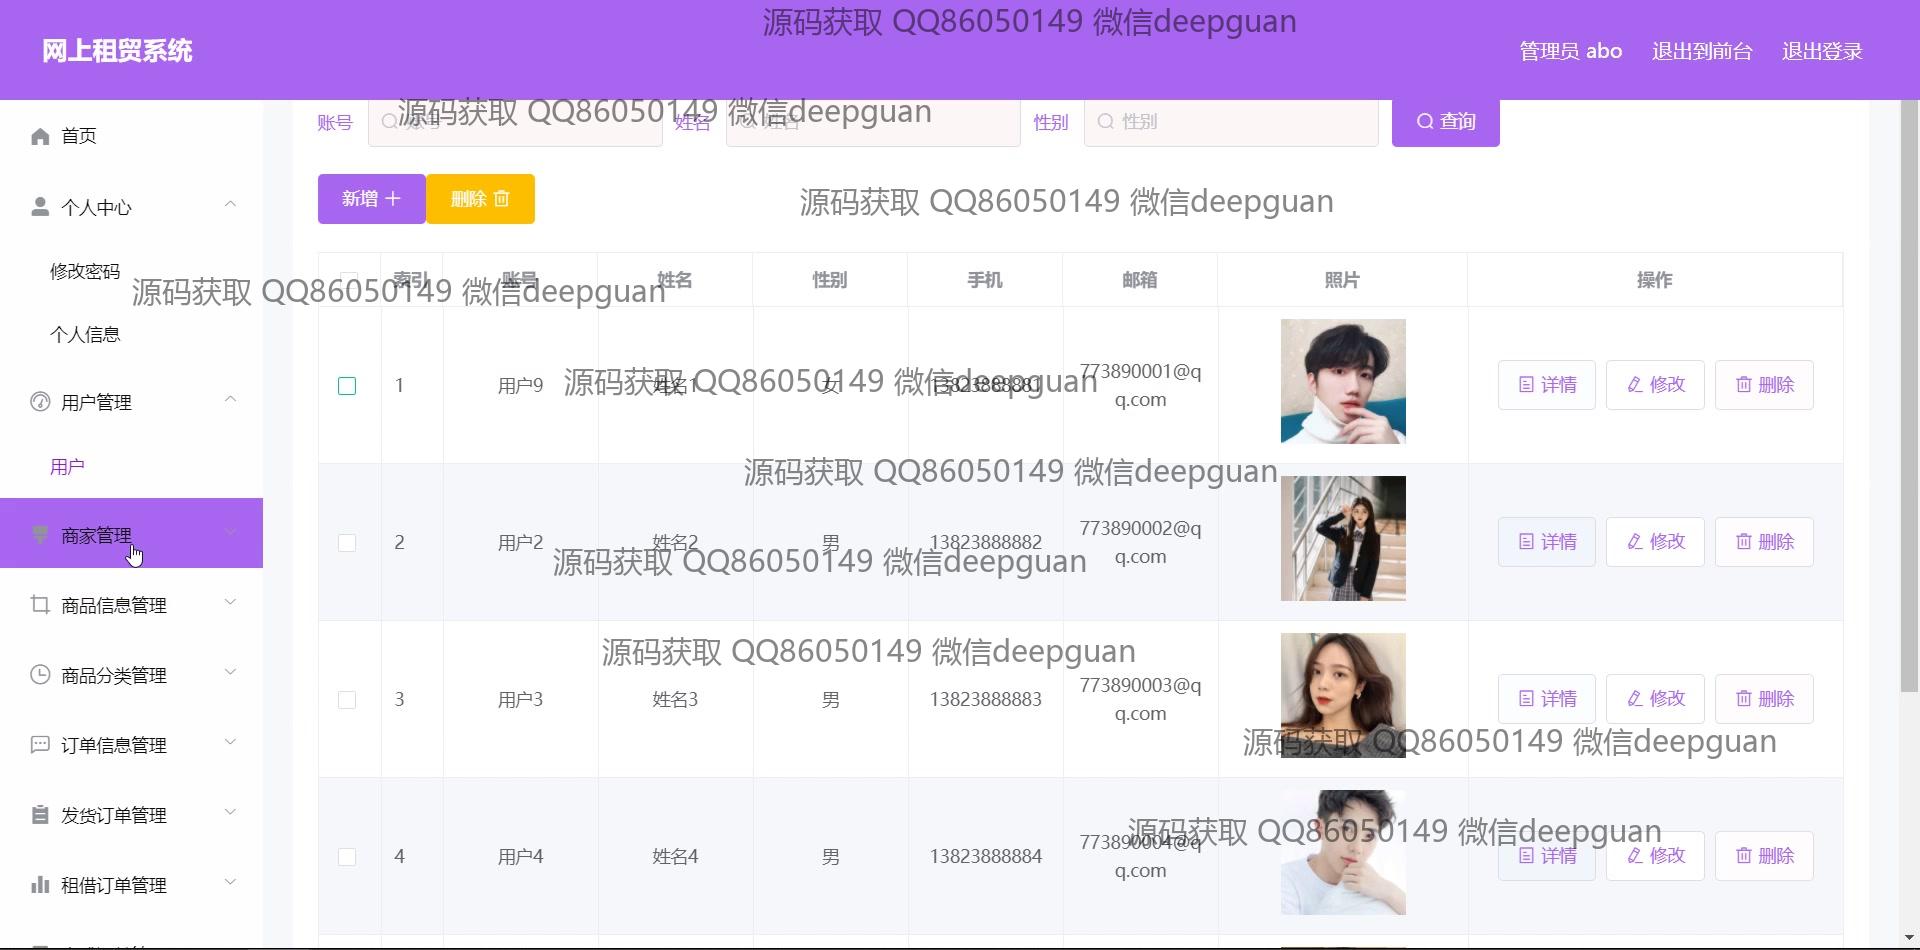 源码获取 QQ86050149 微信deepguan
网上租贸系统
管理员 abo
退出到前台
退出登录
源码获取 QQ86050149 微信deepguan
账号
账号
姓名
姓名
性别
性别
查询
首页
个人中心
修改密码
个人信息
用户管理
用户
商家管理
商品信息管理
商品分类管理
订单信息管理
发货订单管理
租借订单管理
新增
删除
源码获取 QQ86050149 微信deepguan
索引 账号 姓名 性别 手机 邮箱 照片 操作
源码获取 QQ86050149 微信deepguan
1 用户9 姓名1 女 13823888881 773890001@q
q.com
详情 修改 删除
源码获取 QQ86050149 微信deepguan
源码获取 QQ86050149 微信deepguan
2 用户2 姓名2 男 13823888882 773890002@q
q.com
详情 修改 删除
源码获取 QQ86050149 微信deepguan
源码获取 QQ86050149 微信deepguan
3 用户3 姓名3 男 13823888883 773890003@q
q.com
详情 修改 删除
源码获取 QQ86050149 微信deepguan
源码获取 QQ86050149 微信deepguan
4 用户4 姓名4 男 13823888884 773890004@q
q.com
详情 修改 删除